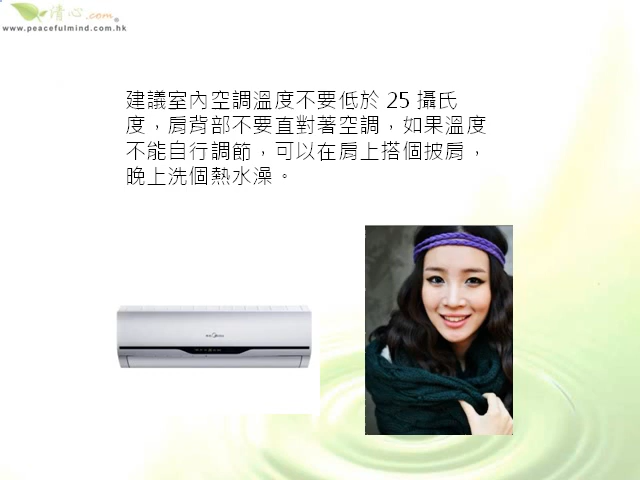 清心.com
www.peacefulmind.com.hk
建議室內空調溫度不要低於 25 攝氏
度，肩背部不要直對著空調，如果溫度
不能自行調節，可以在肩上搭個披肩，
晚上洗個熱水澡。